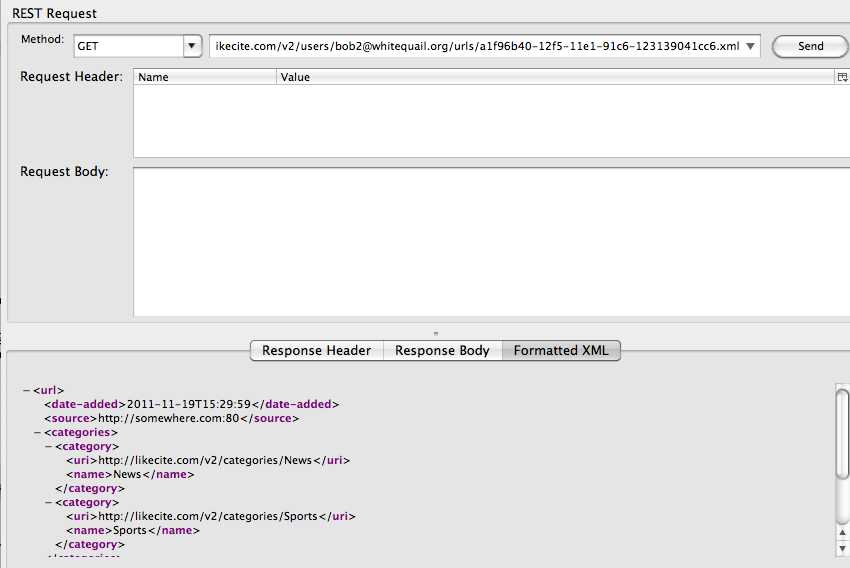 REST Request
Method: GET ikecite.com/v2/users/bob2@whitequail.org/urls/a1f96b40-12f5-11e1-91c6-123139041cc6.xml Send
Request Header: Name Value
Request Body:
Response Header Response Body Formatted XML
− <url>
<date-added>2011-11-19T15:29:59</date-added>
<source>http://somewhere.com:80</source>
− <categories>
− <category>
<uri>http://likecite.com/v2/categories/News</uri>
<name>News</name>
</category>
− <category>
<uri>http://likecite.com/v2/categories/Sports</uri>
<name>Sports</name>
</category>
</categories>